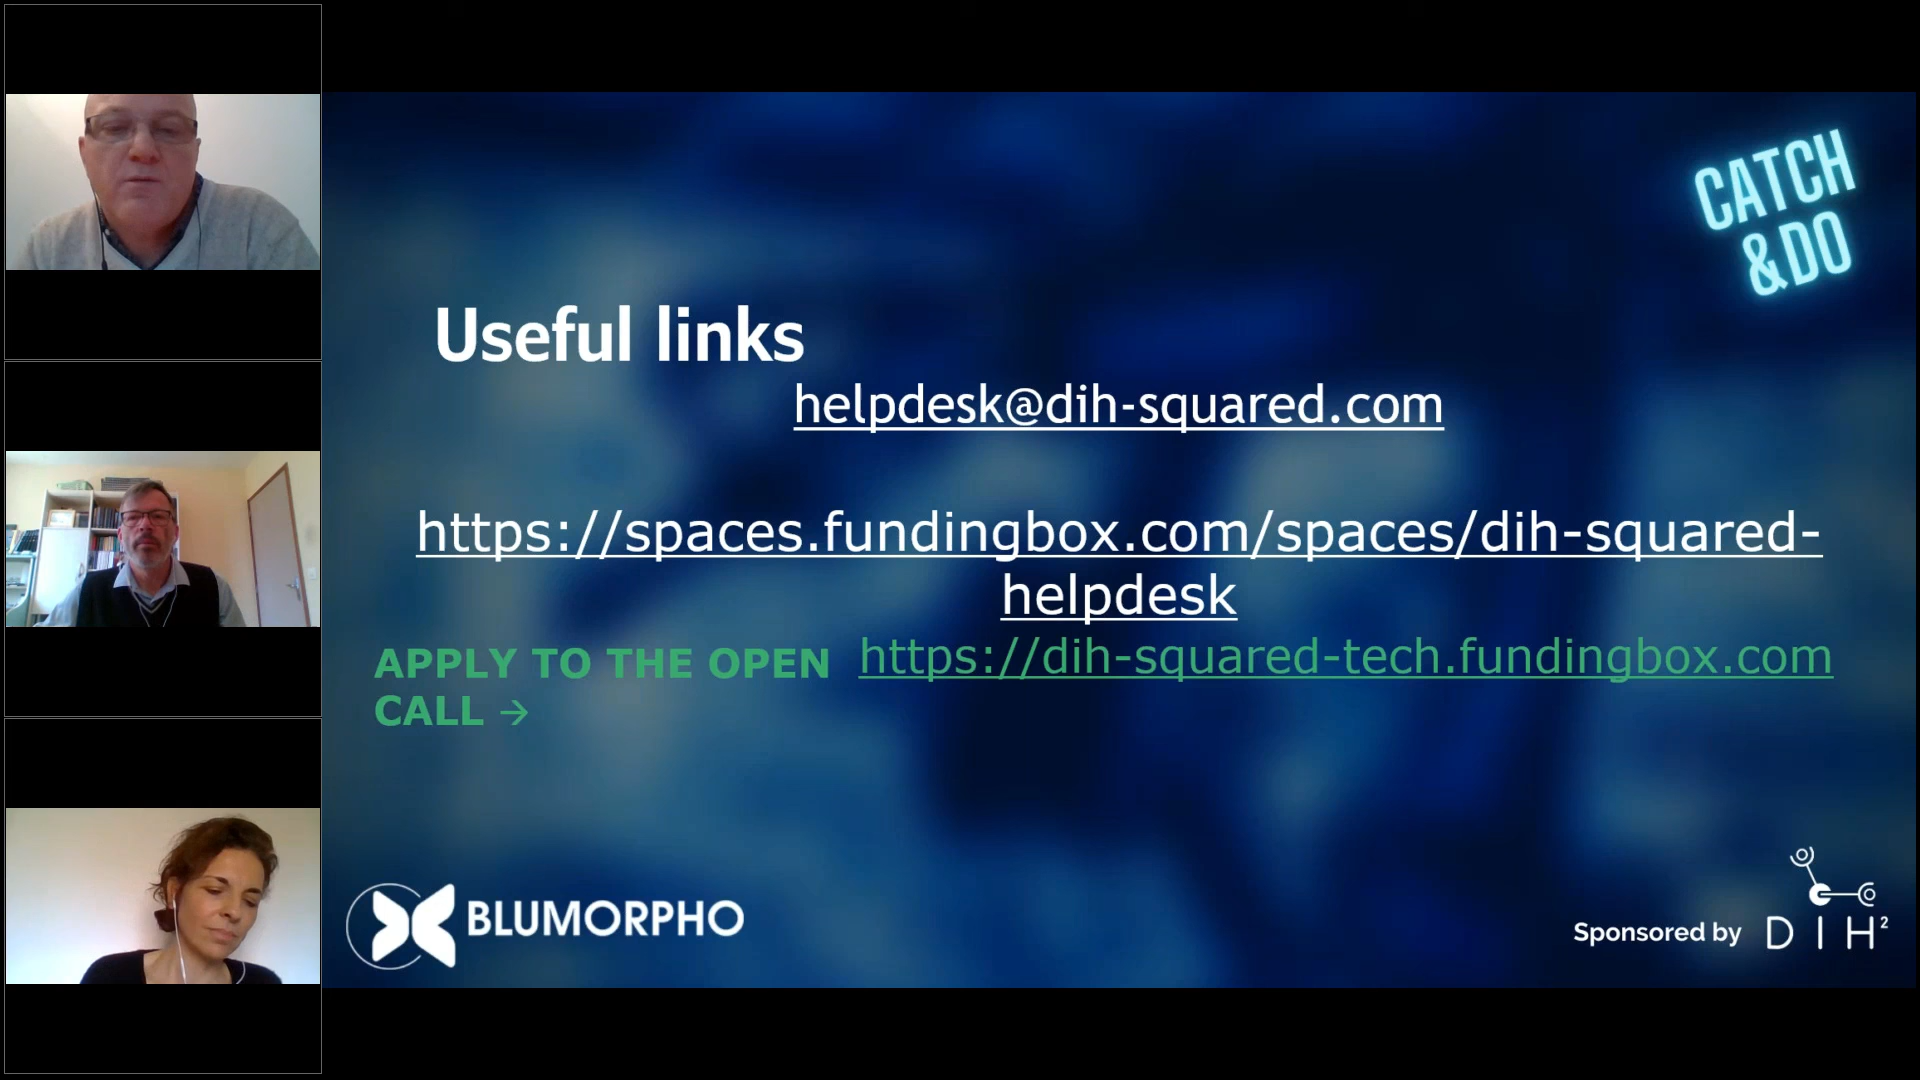 CATCH
&DO
Useful links
helpdesk@dih-squared.com
https://spaces.fundingbox.com/spaces/dih-squared-
helpdesk
APPLY TO THE OPEN https://dih-squared-tech.fundingbox.com
CALL →
BLUMORPHO
Sponsored by DIH²